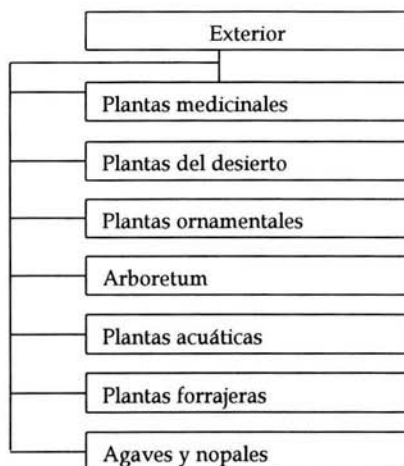 Exterior
Plantas medicinales
Plantas del desierto
Plantas ornamentales
Arboretum
Plantas acuáticas
Plantas forrajeras
Agaves y nopales